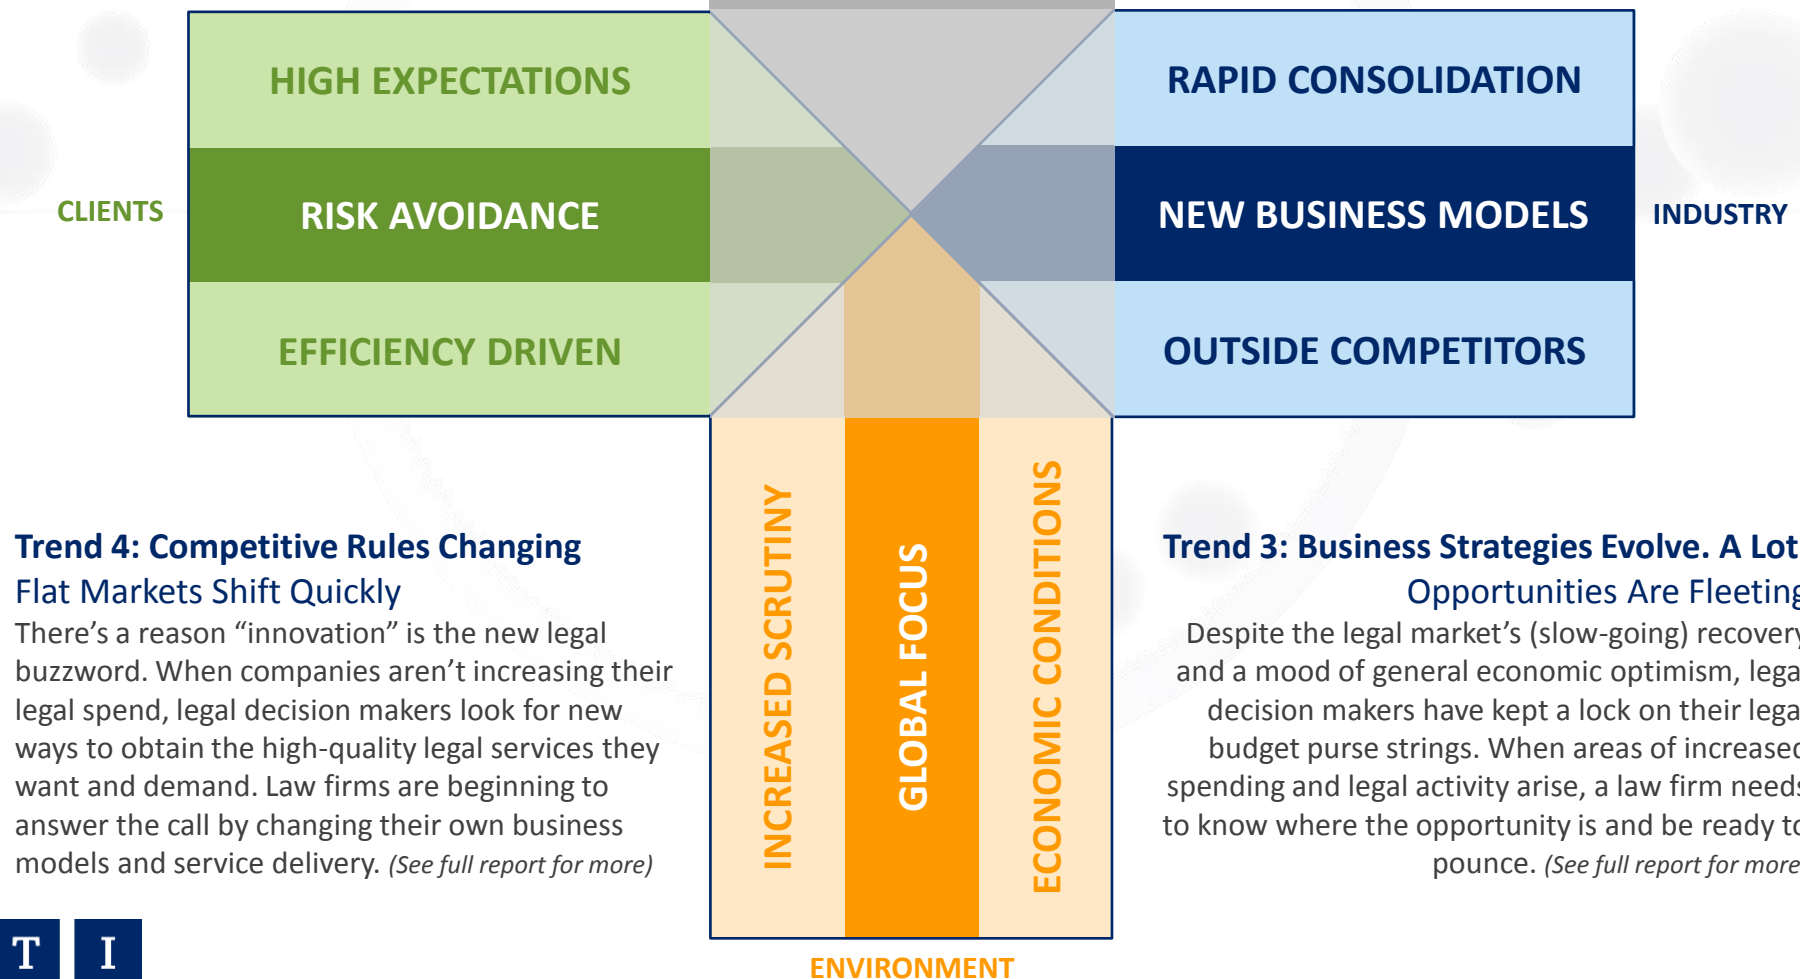 HIGH EXPECTATIONS
RISK AVOIDANCE
EFFICIENCY DRIVEN
CLIENTS
RAPID CONSOLIDATION
NEW BUSINESS MODELS
OUTSIDE COMPETITORS
INDUSTRY
INCREASED SCRUTINY
GLOBAL FOCUS
ECONOMIC CONDITIONS
ENVIRONMENT
Trend 4: Competitive Rules Changing
Flat Markets Shift Quickly
There’s a reason “innovation” is the new legal
buzzword. When companies aren’t increasing their
legal spend, legal decision makers look for new
ways to obtain the high-quality legal services they
want and demand. Law firms are beginning to
answer the call by changing their own business
models and service delivery. (See full report for more)
Trend 3: Business Strategies Evolve. A Lot
Opportunities Are Fleeting
Despite the legal market’s (slow-going) recovery
and a mood of general economic optimism, legal
decision makers have kept a lock on their legal
budget purse strings. When areas of increased
spending and legal activity arise, a law firm needs
to know where the opportunity is and be ready to
pounce. (See full report for more
T I